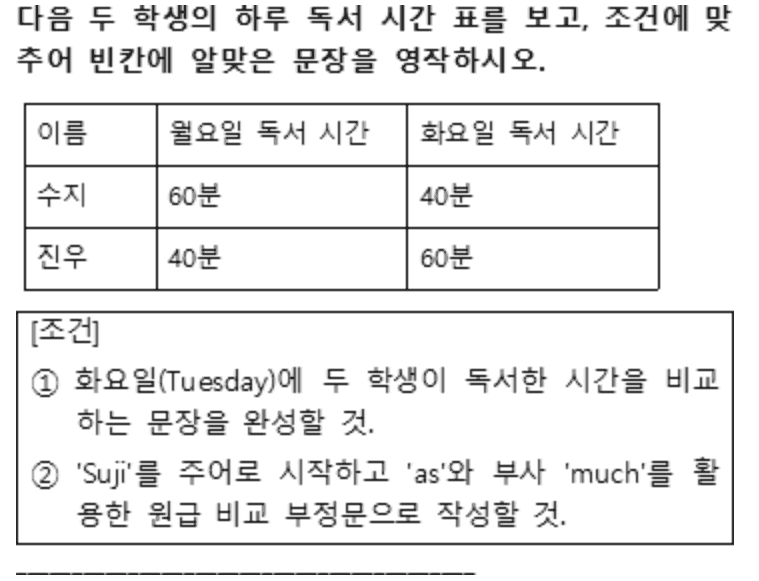 다음 두 학생의 하루 독서 시간 표를 보고, 조건에 맞
추어 빈칸에 알맞은 문장을 영작하시오.
이름 월요일 독서 시간 화요일 독서 시간
수지 60분 40분
진우 40분 60분
[조건]
① 화요일(Tuesday)에 두 학생이 독서한 시간을 비교
하는 문장을 완성할 것.
② 'Suji'를 주어로 시작하고 'as'와 부사 'much'를 활
용한 원급 비교 부정문으로 작성할 것.